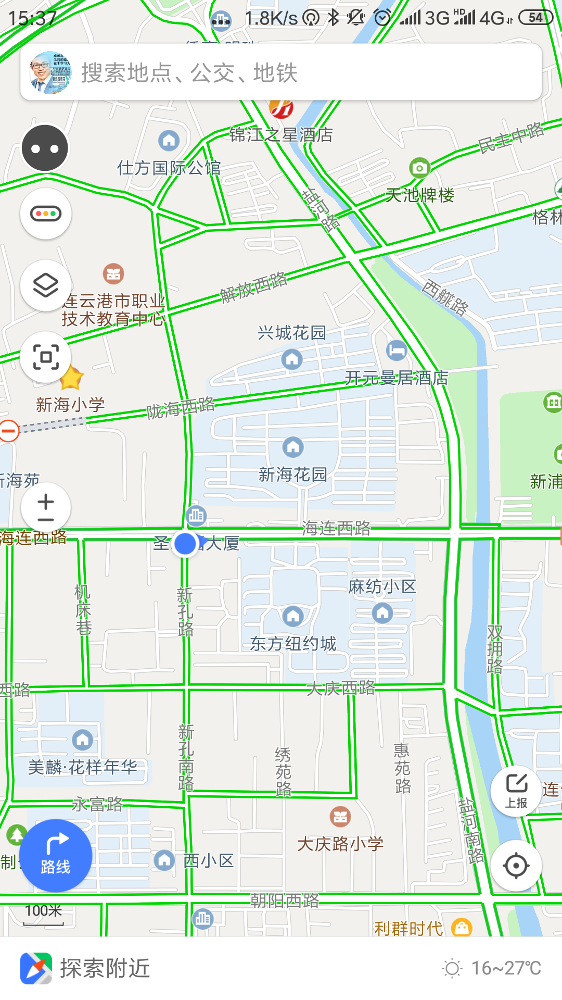 15:37
1.8K/s
3G
HD
4G
54
搜索地点、公交、地铁
锦江之星酒店
民主中路
仕方国际公馆
天池牌楼
盐河路
格林
解放西路
西艞路
连云港市职业
技术教育中心
兴城花园
开元曼居酒店
新海小学
陇海西路
新海花园
新海苑
新浦
海连西路
海连西路
大厦
麻纺小区
机床巷
新孔路
东方纽约城
双拥路
西路
大庆西路
新孔南路
绣苑路
惠苑路
美麟·花样年华
上报
连
永富路
盐河南路
大庆路小学
路线
西小区
制
朝阳西路
100米
利群时代
探索附近
16~27℃